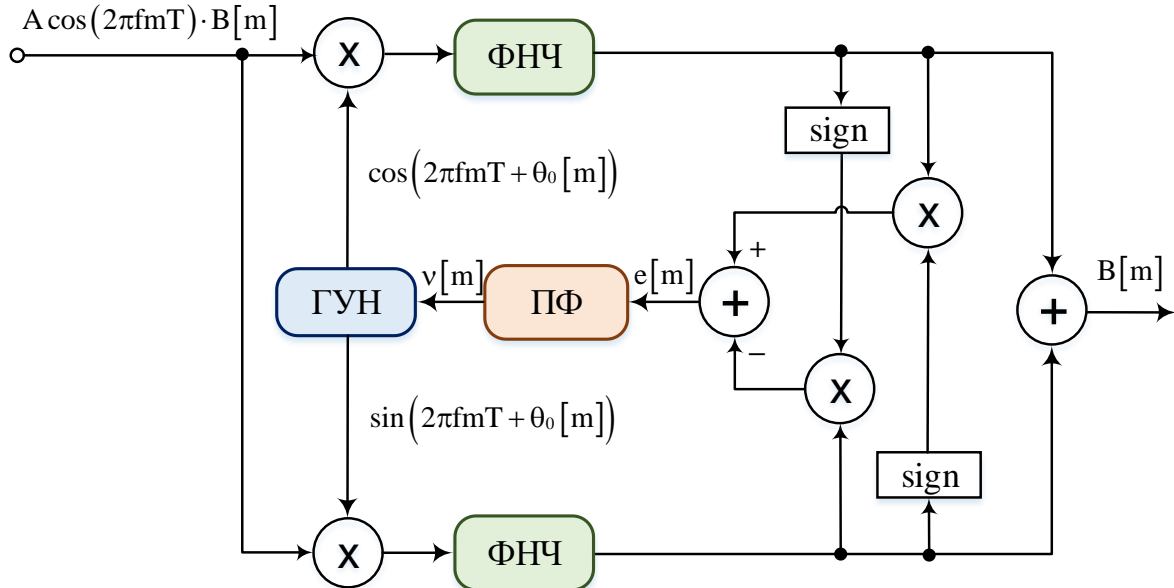 A cos(2πfmT)·B[m]
X
ФНЧ
sign
cos(2πfmT + θ₀[m])
X
+
ν[m]
e[m]
B[m]
ГУН
ПФ
+
+
−
X
sin(2πfmT + θ₀[m])
sign
X
ФНЧ